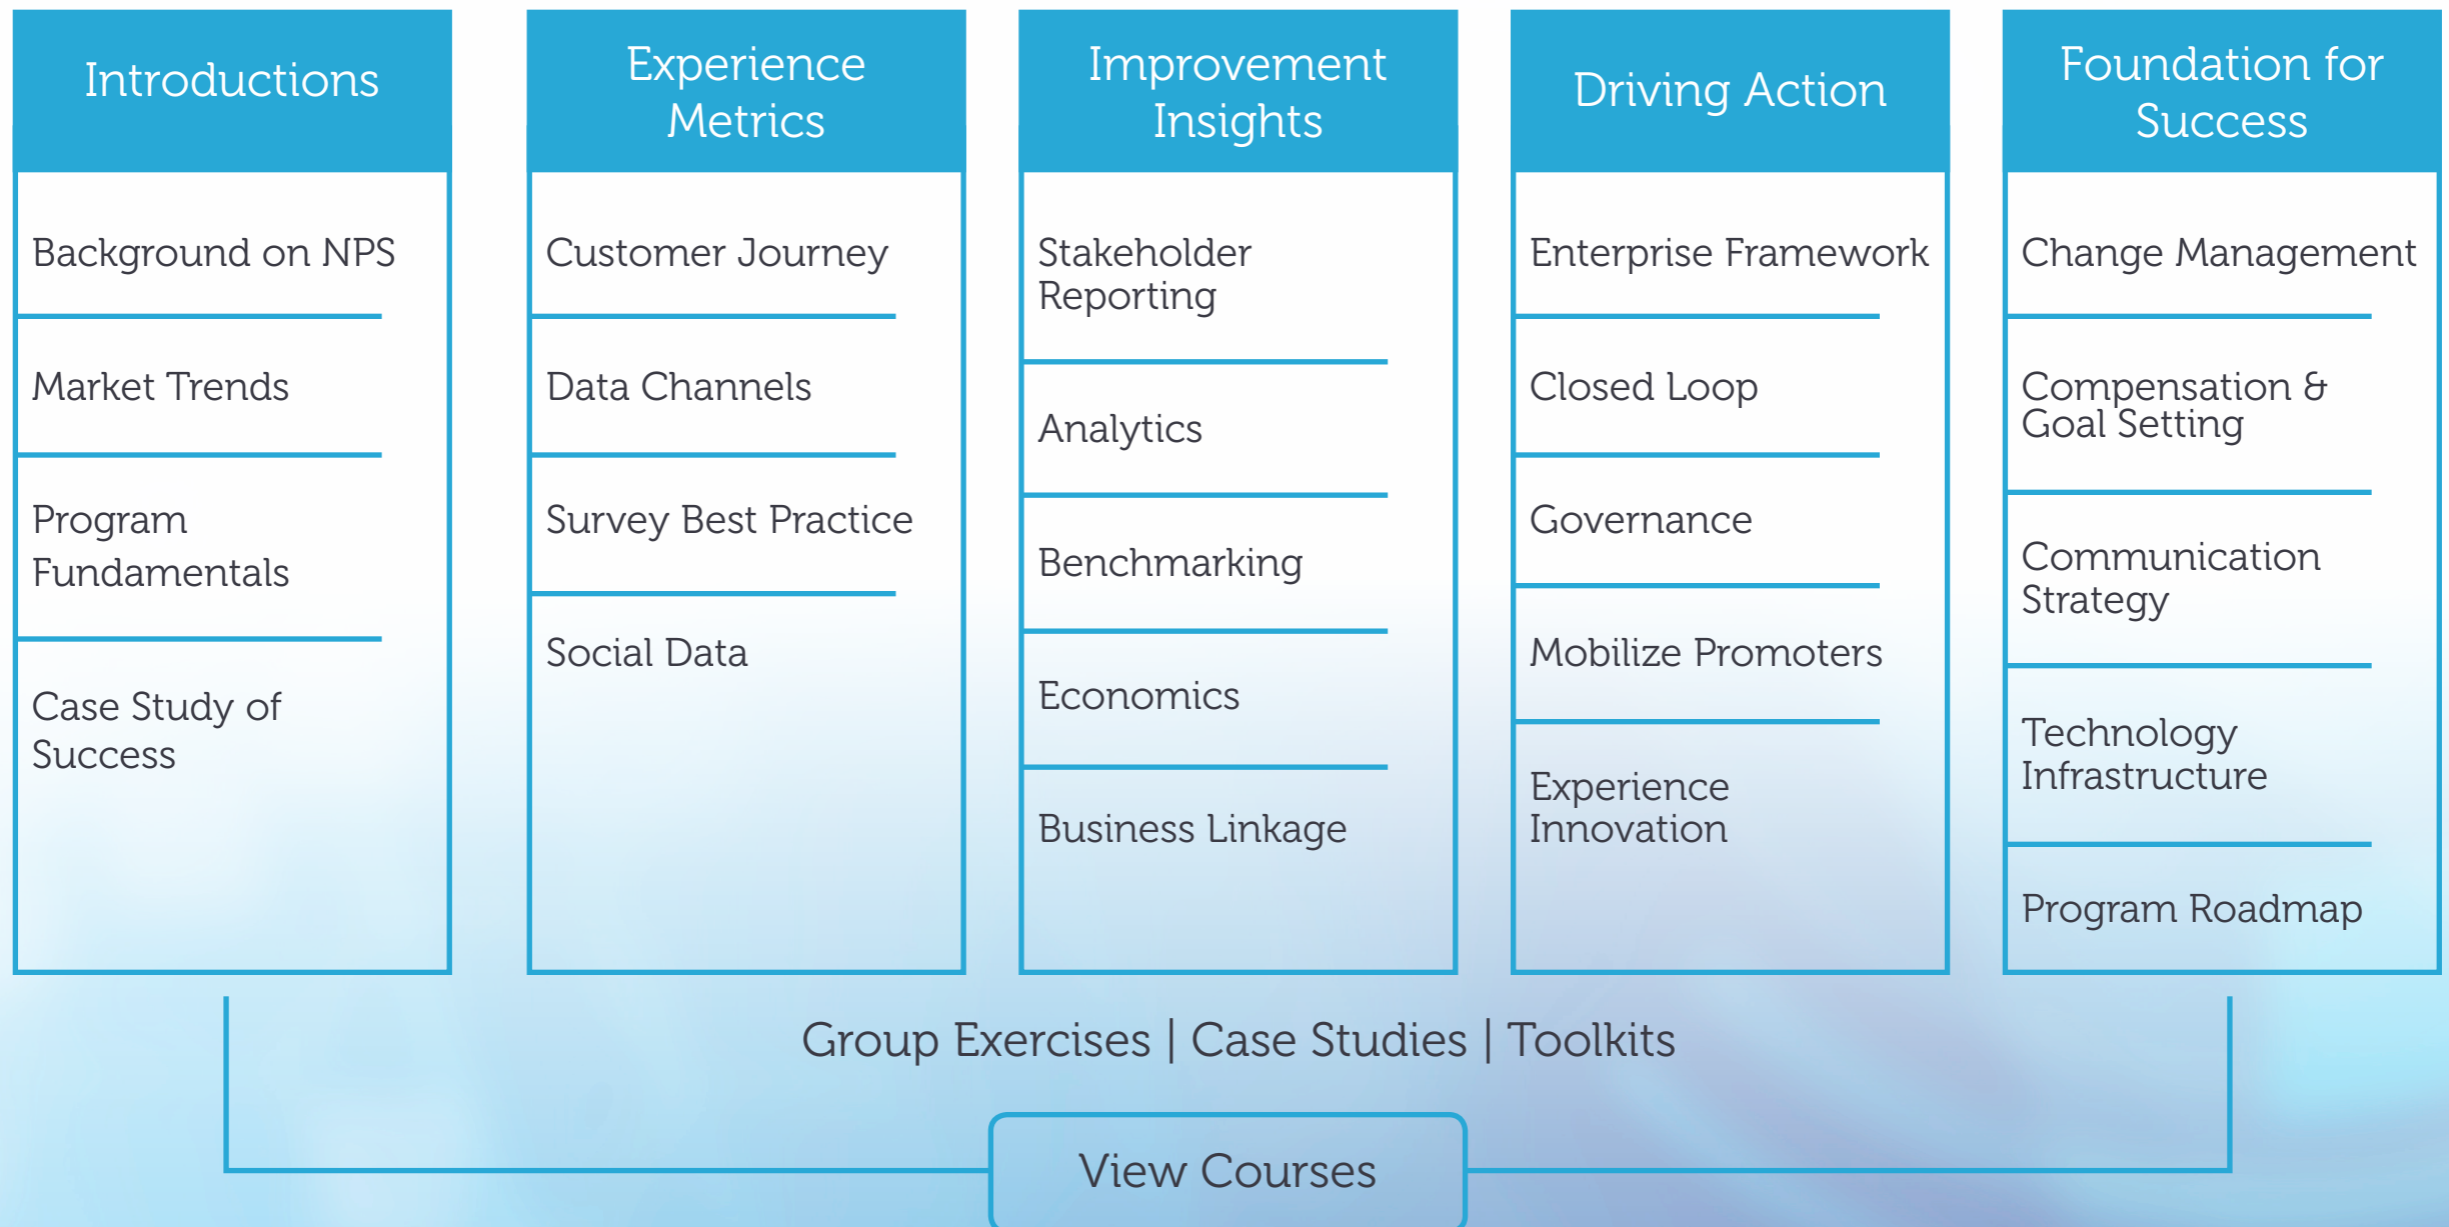 Introductions
Background on NPS
Market Trends
Program
Fundamentals
Case Study of
Success
Experience
Metrics
Customer Journey
Data Channels
Survey Best Practice
Social Data
Improvement
Insights
Stakeholder
Reporting
Analytics
Benchmarking
Economics
Business Linkage
Driving Action
Enterprise Framework
Closed Loop
Governance
Mobilize Promoters
Experience
Innovation
Foundation for
Success
Change Management
Compensation &
Goal Setting
Communication
Strategy
Technology
Infrastructure
Program Roadmap
Group Exercises | Case Studies | Toolkits
View Courses